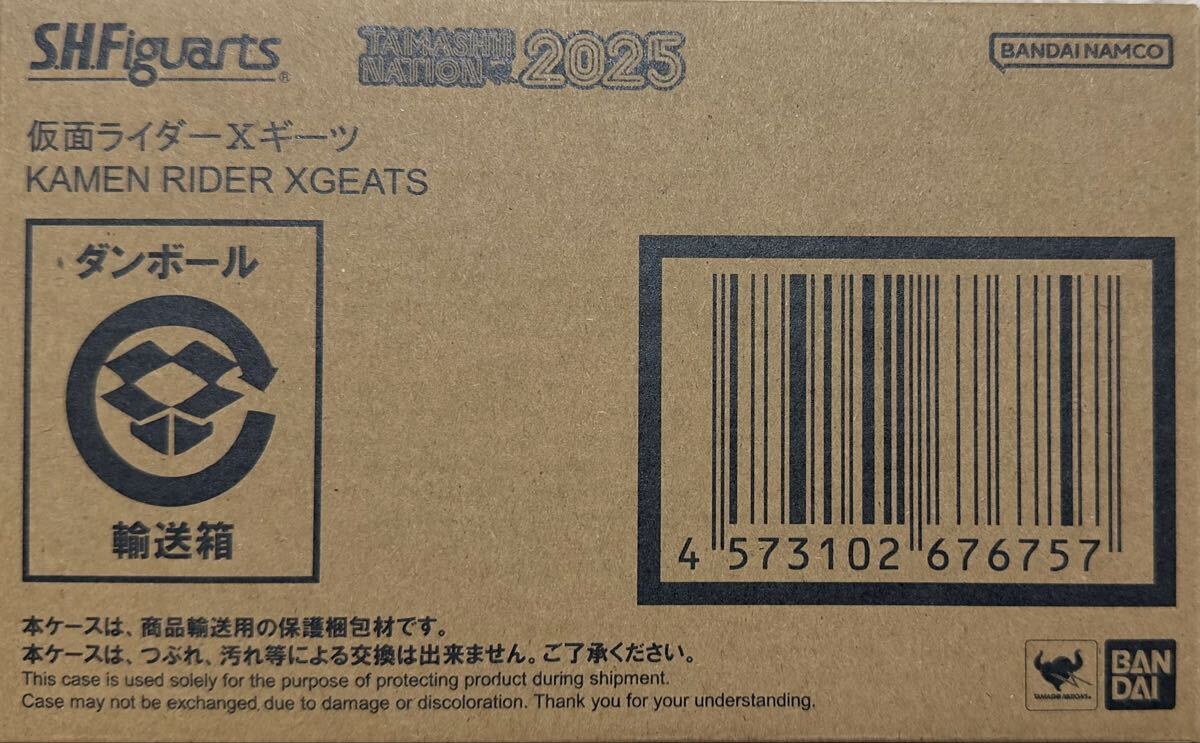 S.H.Figuarts®
TAMASHII NATION 2025
BANDAI NAMCO
仮面ライダーXギーツ
KAMEN RIDER XGEATS
ダンボール
輸送箱
4 573102 676757
本ケースは、商品輸送用の保護梱包材です。
本ケースは、つぶれ、汚れ等による交換は出来ません。ご了承ください。
This case is used solely for the purpose of protecting product during shipment.
Case may not be exchanged due to damage or discoloration. Thank you for your understanding.
TAMASHII NATIONS
BAN
DAI